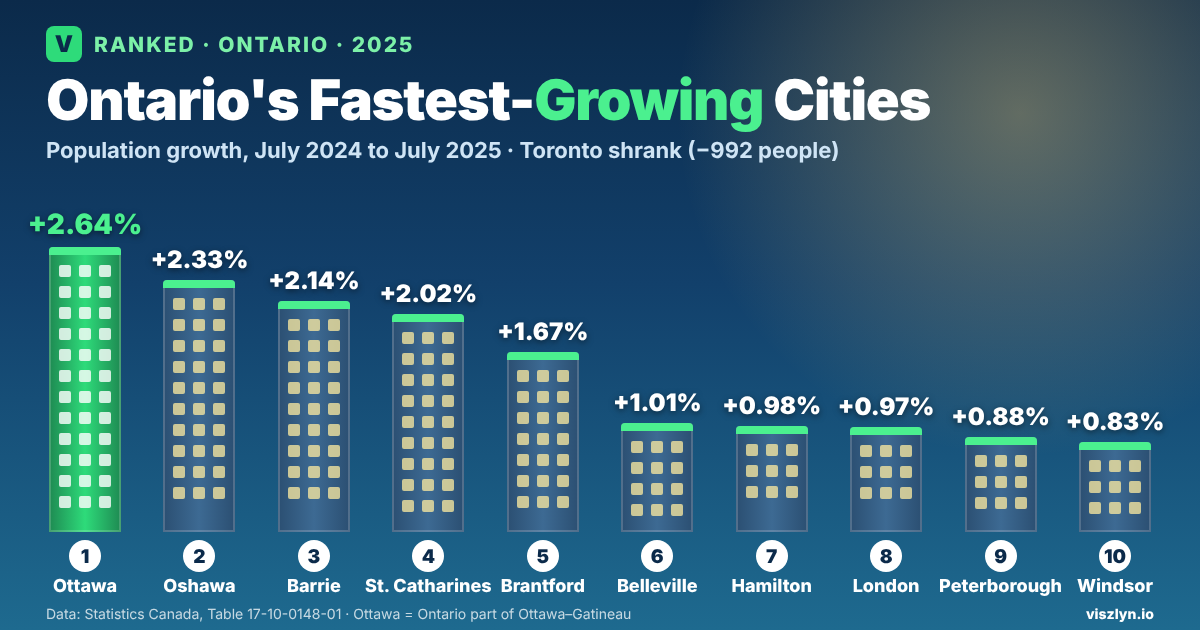 V RANKED · ONTARIO · 2025
Ontario's Fastest-Growing Cities
Population growth, July 2024 to July 2025 · Toronto shrank (−992 people)
+2.64%
+2.33%
+2.14%
+2.02%
+1.67%
+1.01%
+0.98%
+0.97%
+0.88%
+0.83%
1 2 3 4 5 6 7 8 9 10
Ottawa Oshawa Barrie St. Catharines Brantford Belleville Hamilton London Peterborough Windsor
Data: Statistics Canada, Table 17-10-0148-01 · Ottawa = Ontario part of Ottawa–Gatineau
viszlyn.io